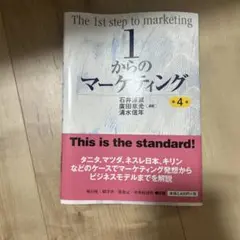 The 1st step to marketing
1
からの
マーケティング
石井淳蔵
廣田章光
清水信年
編著
第4版
This is the standard!
タニタ、マツダ、ネスレ日本、キリン
などのケースでマーケティング発想から
ビジネスモデルまでを解説